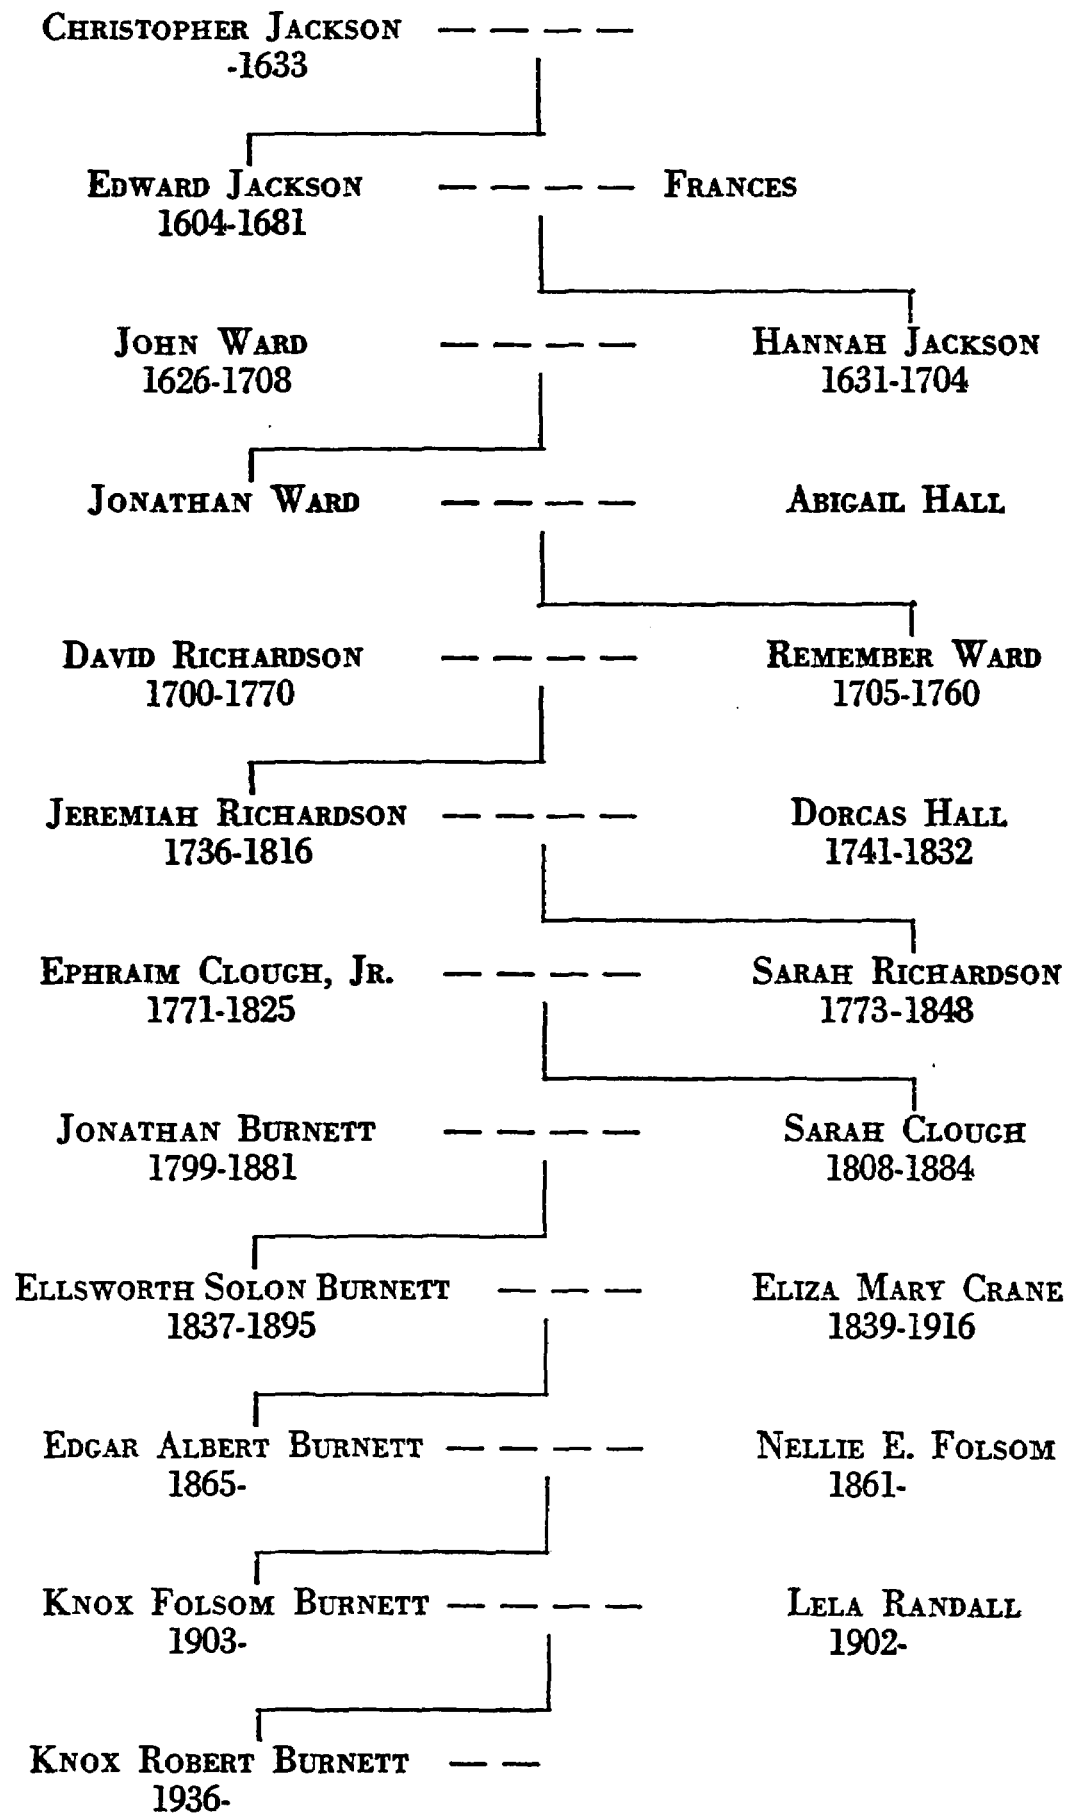 CHRISTOPHER JACKSON
-1633
EDWARD JACKSON FRANCES
1604-1681
JOHN WARD HANNAH JACKSON
1626-1708 1631-1704
JONATHAN WARD ABIGAIL HALL
DAVID RICHARDSON REMEMBER WARD
1700-1770 1705-1760
JEREMIAH RICHARDSON DORCAS HALL
1736-1816 1741-1832
EPHRAIM CLOUGH, JR. SARAH RICHARDSON
1771-1825 1773-1848
JONATHAN BURNETT SARAH CLOUGH
1799-1881 1808-1884
ELLSWORTH SOLON BURNETT ELIZA MARY CRANE
1837-1895 1839-1916
EDGAR ALBERT BURNETT NELLIE E. FOLSOM
1865- 1861-
KNOX FOLSOM BURNETT LELA RANDALL
1903- 1902-
KNOX ROBERT BURNETT
1936-